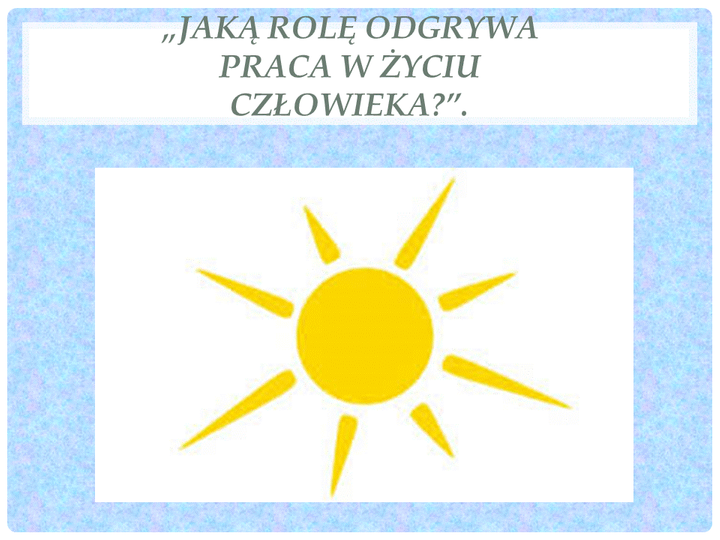 „JAKĄ ROLĘ ODGRYWA
PRACA W ŻYCIU
CZŁOWIEKA?”.